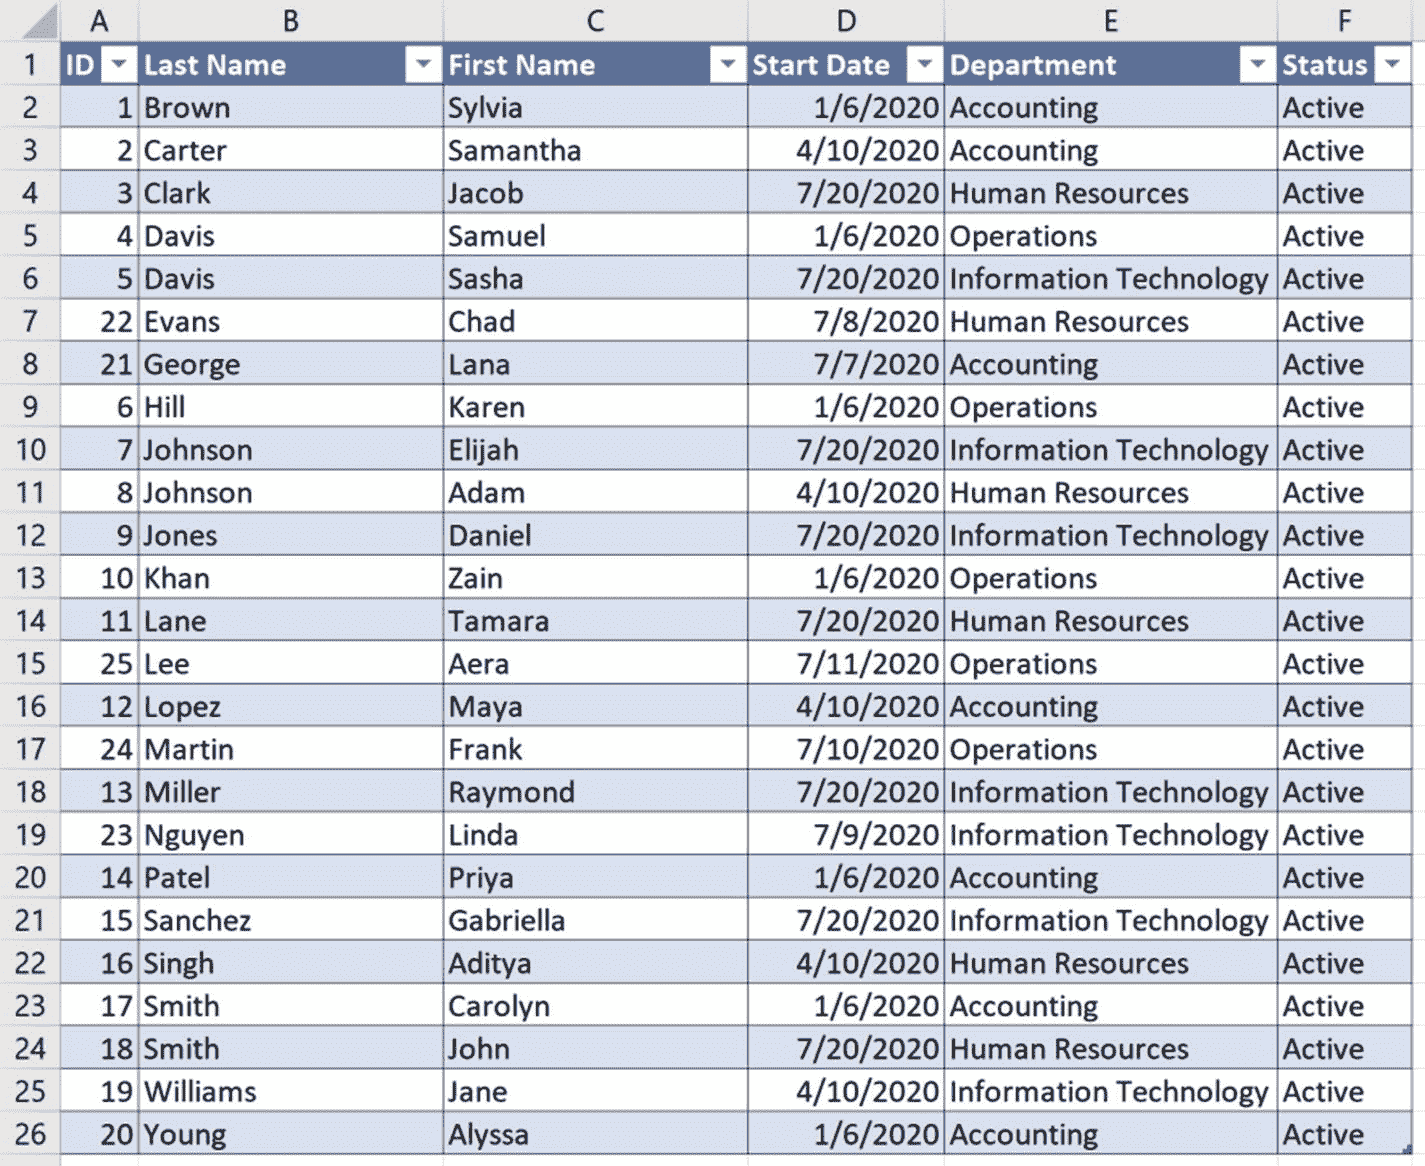 A B C D E F
1 ID Last Name First Name Start Date Department Status
2 1 Brown Sylvia 1/6/2020 Accounting Active
3 2 Carter Samantha 4/10/2020 Accounting Active
4 3 Clark Jacob 7/20/2020 Human Resources Active
5 4 Davis Samuel 1/6/2020 Operations Active
6 5 Davis Sasha 7/20/2020 Information Technology Active
7 22 Evans Chad 7/8/2020 Human Resources Active
8 21 George Lana 7/7/2020 Accounting Active
9 6 Hill Karen 1/6/2020 Operations Active
10 7 Johnson Elijah 7/20/2020 Information Technology Active
11 8 Johnson Adam 4/10/2020 Human Resources Active
12 9 Jones Daniel 7/20/2020 Information Technology Active
13 10 Khan Zain 1/6/2020 Operations Active
14 11 Lane Tamara 7/20/2020 Human Resources Active
15 25 Lee Aera 7/11/2020 Operations Active
16 12 Lopez Maya 4/10/2020 Accounting Active
17 24 Martin Frank 7/10/2020 Operations Active
18 13 Miller Raymond 7/20/2020 Information Technology Active
19 23 Nguyen Linda 7/9/2020 Information Technology Active
20 14 Patel Priya 1/6/2020 Accounting Active
21 15 Sanchez Gabriella 7/20/2020 Information Technology Active
22 16 Singh Aditya 4/10/2020 Human Resources Active
23 17 Smith Carolyn 1/6/2020 Accounting Active
24 18 Smith John 7/20/2020 Human Resources Active
25 19 Williams Jane 4/10/2020 Information Technology Active
26 20 Young Alyssa 1/6/2020 Accounting Active